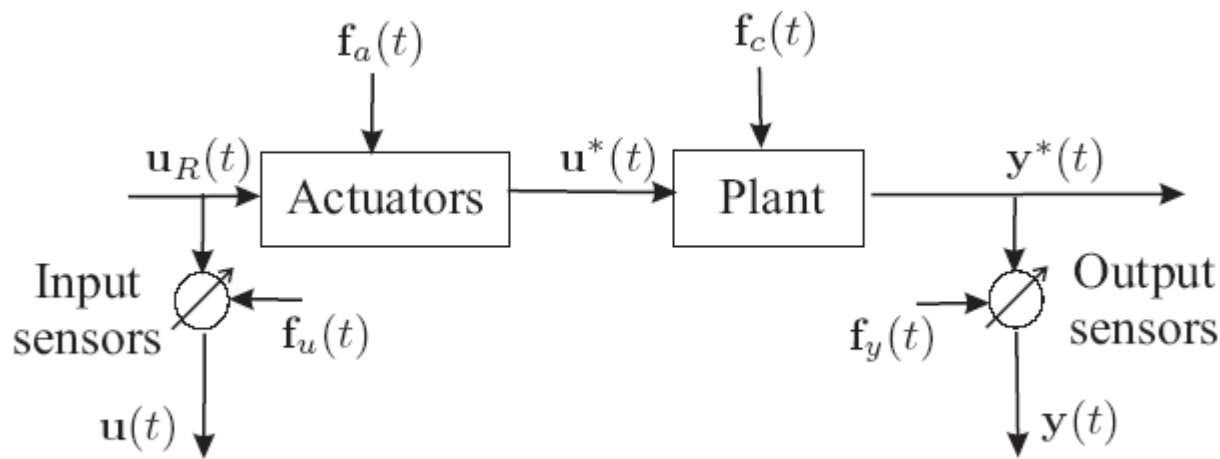 f_a(t)
f_c(t)
u_R(t)
Actuators
u*(t)
Plant
y*(t)
Input
sensors
f_u(t)
f_y(t)
Output
sensors
u(t)
y(t)